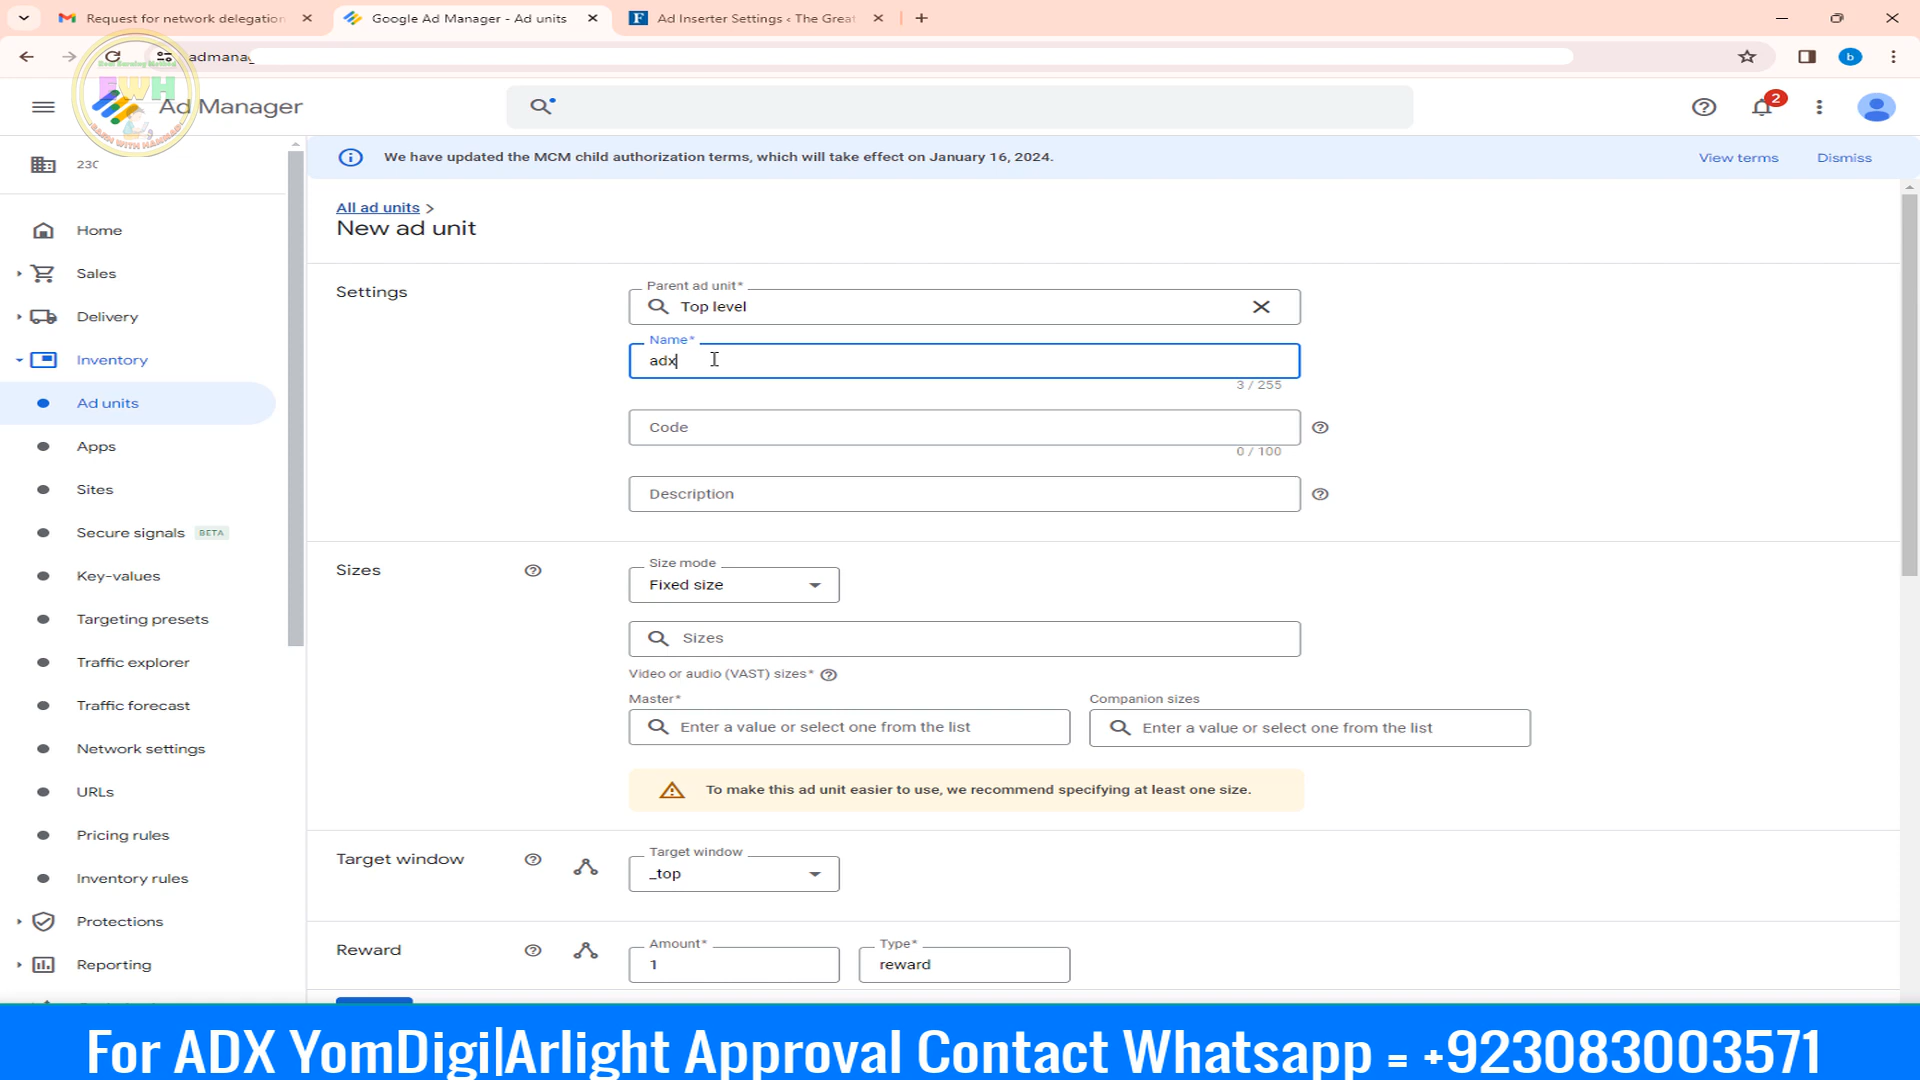 Request for network delegation
Google Ad Manager - Ad units
Ad Inserter Settings ‹ The Great
admanag
b
Ad Manager
2
EWH
EARN WITH HAMMAD
230
We have updated the MCM child authorization terms, which will take effect on January 16, 2024.
View terms
Dismiss
Home
Sales
Delivery
Inventory
Ad units
Apps
Sites
Secure signals BETA
Key-values
Targeting presets
Traffic explorer
Traffic forecast
Network settings
URLs
Pricing rules
Inventory rules
Protections
Reporting
All ad units >
New ad unit
Settings
Parent ad unit*
Top level
Name*
adx
3 / 255
Code
0 / 100
Description
Sizes
Size mode
Fixed size
Sizes
Video or audio (VAST) sizes*
Master*
Companion sizes
Enter a value or select one from the list
Enter a value or select one from the list
To make this ad unit easier to use, we recommend specifying at least one size.
Target window
Target window
_top
Reward
Amount*
1
Type*
reward
For ADX YomDigi|Arlight Approval Contact Whatsapp = +923083003571